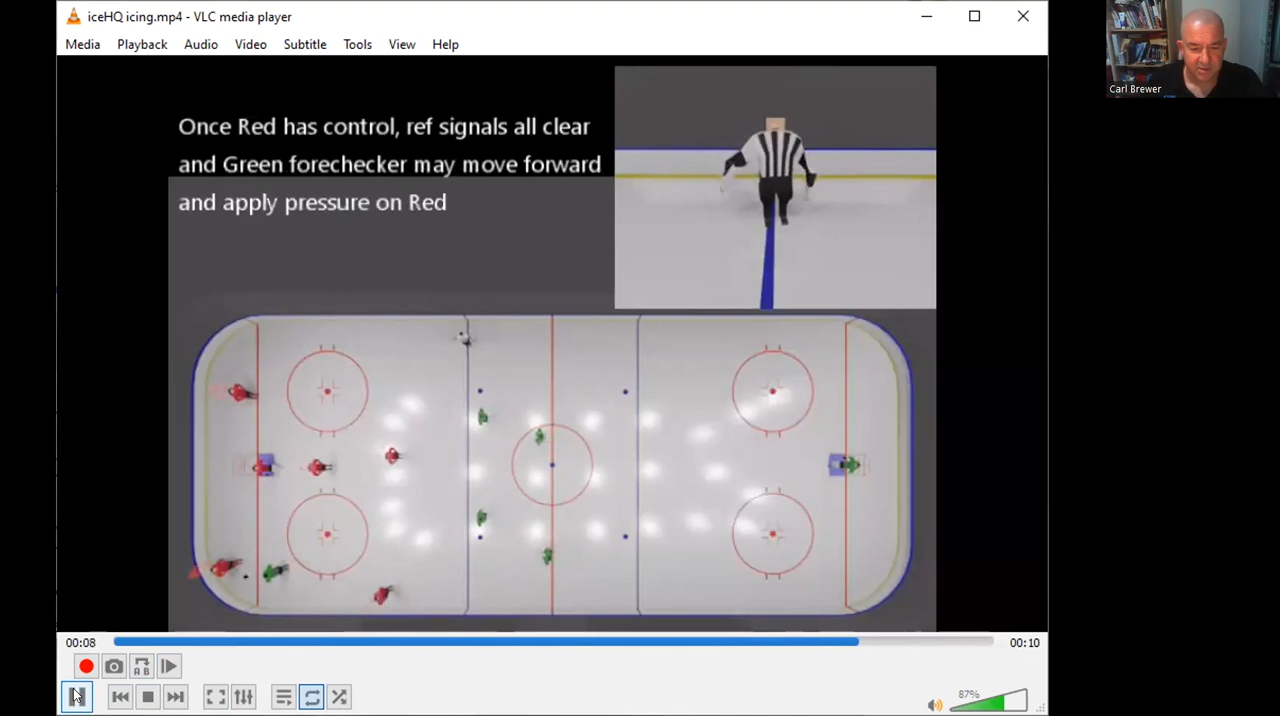 iceHQ icing.mp4 - VLC media player
Media Playback Audio Video Subtitle Tools View Help
Carl Brewer
Once Red has control, ref signals all clear
and Green forechecker may move forward
and apply pressure on Red
00:08
00:10
A B
87%